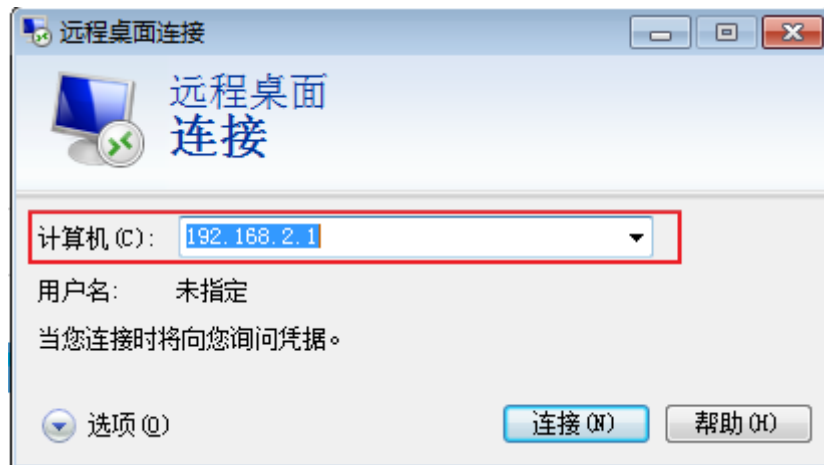 远程桌面连接
远程桌面
连接
计算机(C): 192.168.2.1
用户名: 未指定
当您连接时将向您询问凭据。
选项(O) 连接(N) 帮助(H)